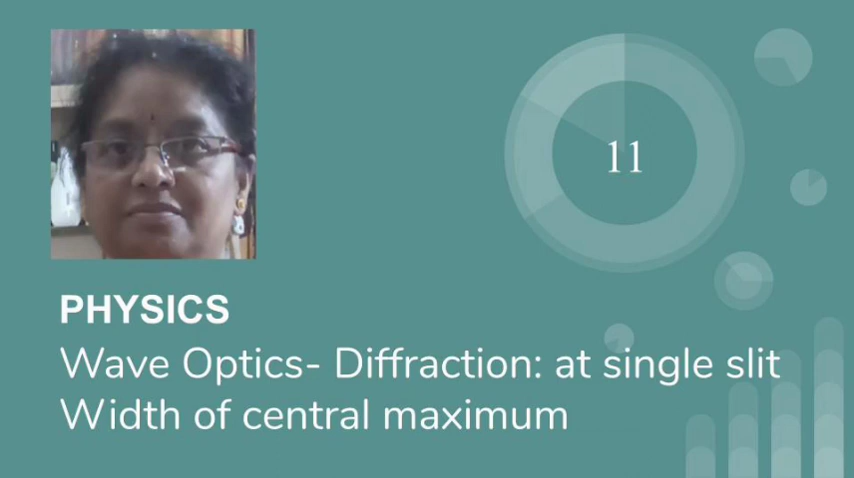 11
PHYSICS
Wave Optics- Diffraction: at single slit
Width of central maximum